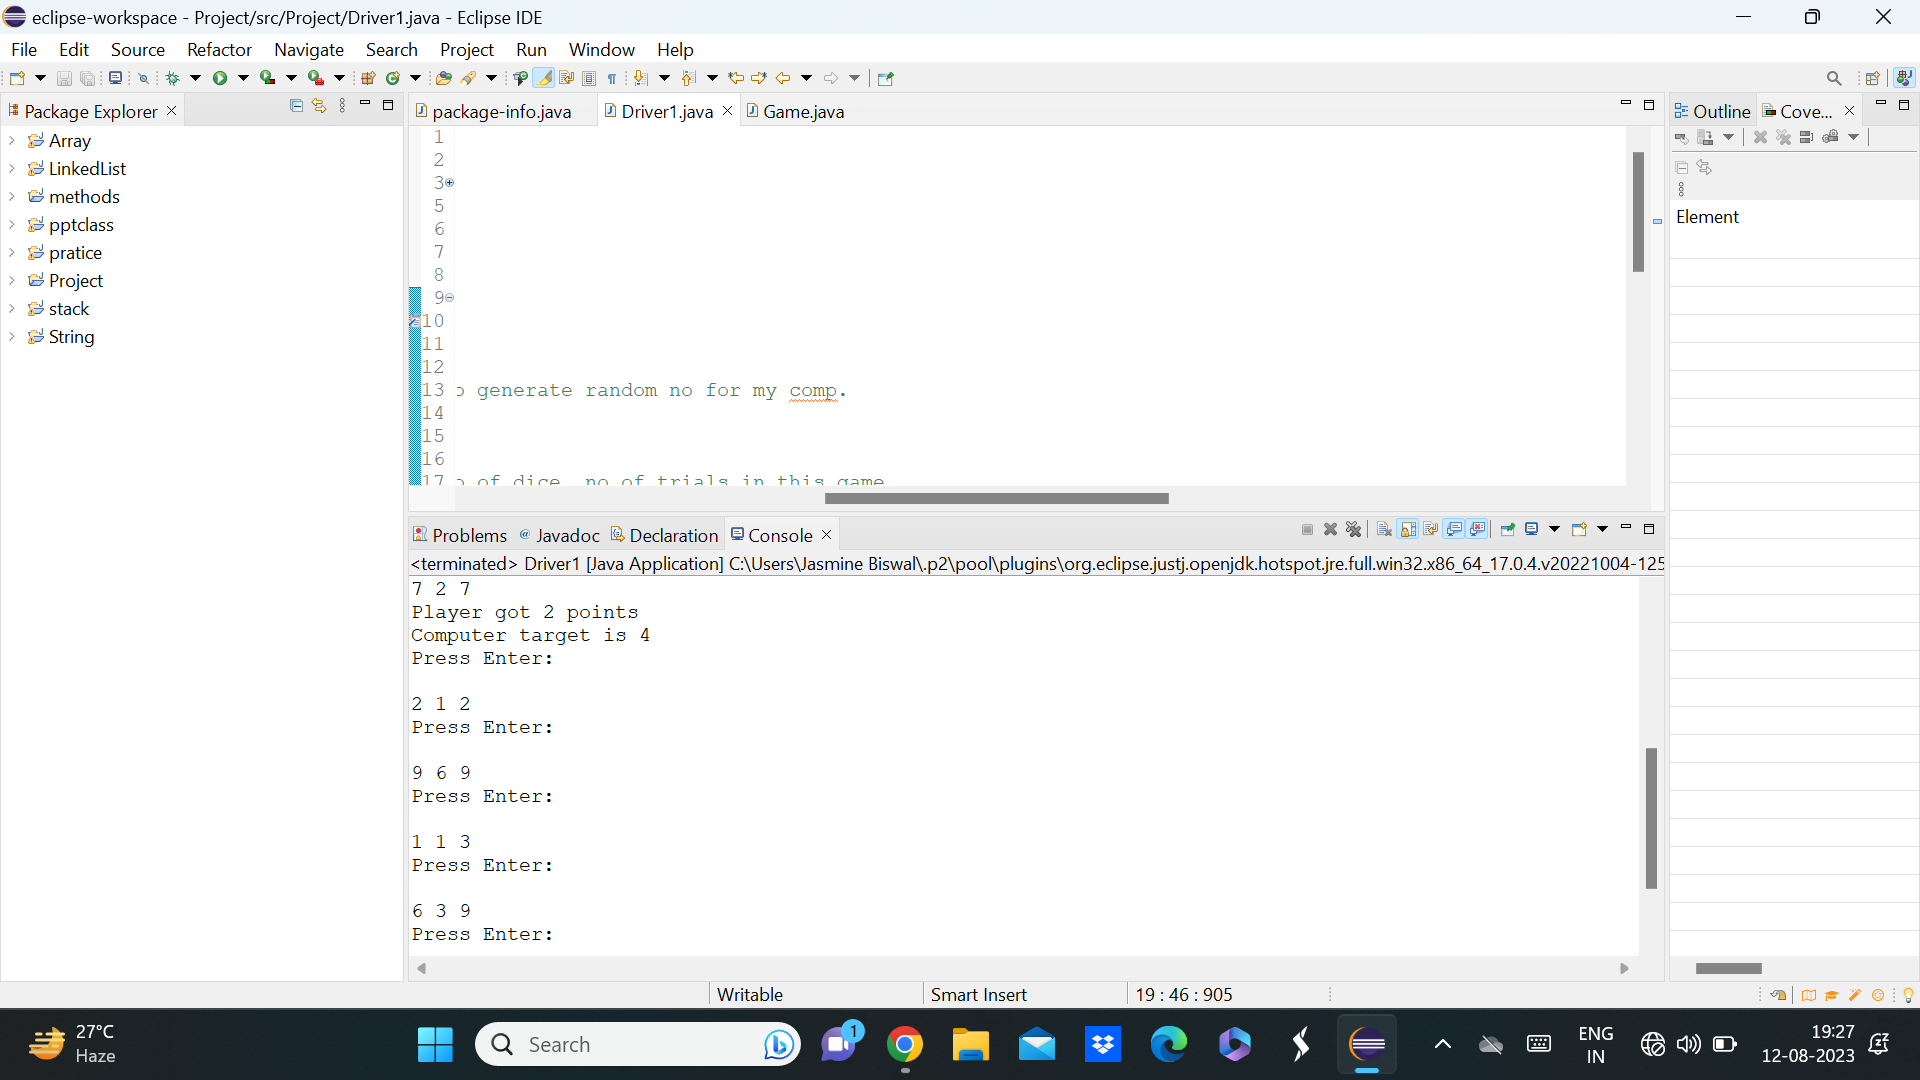 eclipse-workspace - Project/src/Project/Driver1.java - Eclipse IDE
File Edit Source Refactor Navigate Search Project Run Window Help
Package Explorer
Array
LinkedList
methods
pptclass
pratice
Project
stack
String
package-info.java Driver1.java Game.java
1
2
3
5
6
7
8
9
10
11
12
13 o generate random no for my comp.
14
15
16
17 o of dice no of trials in this game
Outline Cove...
Element
Problems Javadoc Declaration Console
<terminated> Driver1 [Java Application] C:\Users\Jasmine Biswal\.p2\pool\plugins\org.eclipse.justj.openjdk.hotspot.jre.full.win32.x86_64_17.0.4.v20221004-125
7 2 7
Player got 2 points
Computer target is 4
Press Enter:
2 1 2
Press Enter:
9 6 9
Press Enter:
1 1 3
Press Enter:
6 3 9
Press Enter:
Writable Smart Insert 19 : 46 : 905
27°C
Haze
Search
1
ENG
IN
19:27
12-08-2023